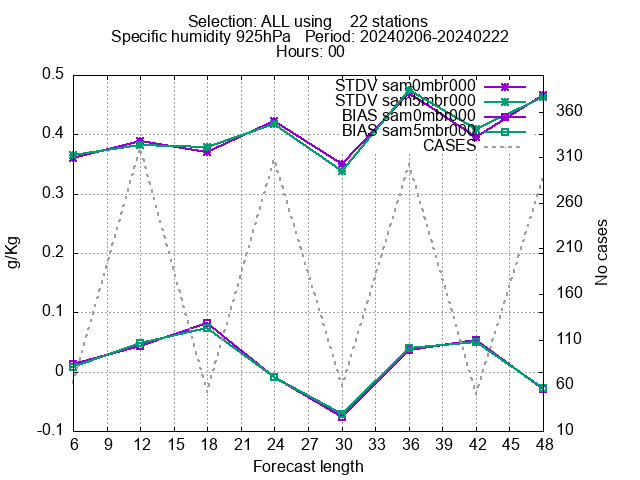 Selection: ALL using    22 stations
Specific humidity 925hPa   Period: 20240206-20240222
Hours: 00
STDV sam0mbr000
STDV sam5mbr000
BIAS sam0mbr000
BIAS sam5mbr000
CASES
g/Kg
0.5
0.4
0.3
0.2
0.1
0
-0.1
No cases
360
310
260
210
160
110
60
10
6 9 12 15 18 21 24 27 30 33 36 39 42 45 48
Forecast length